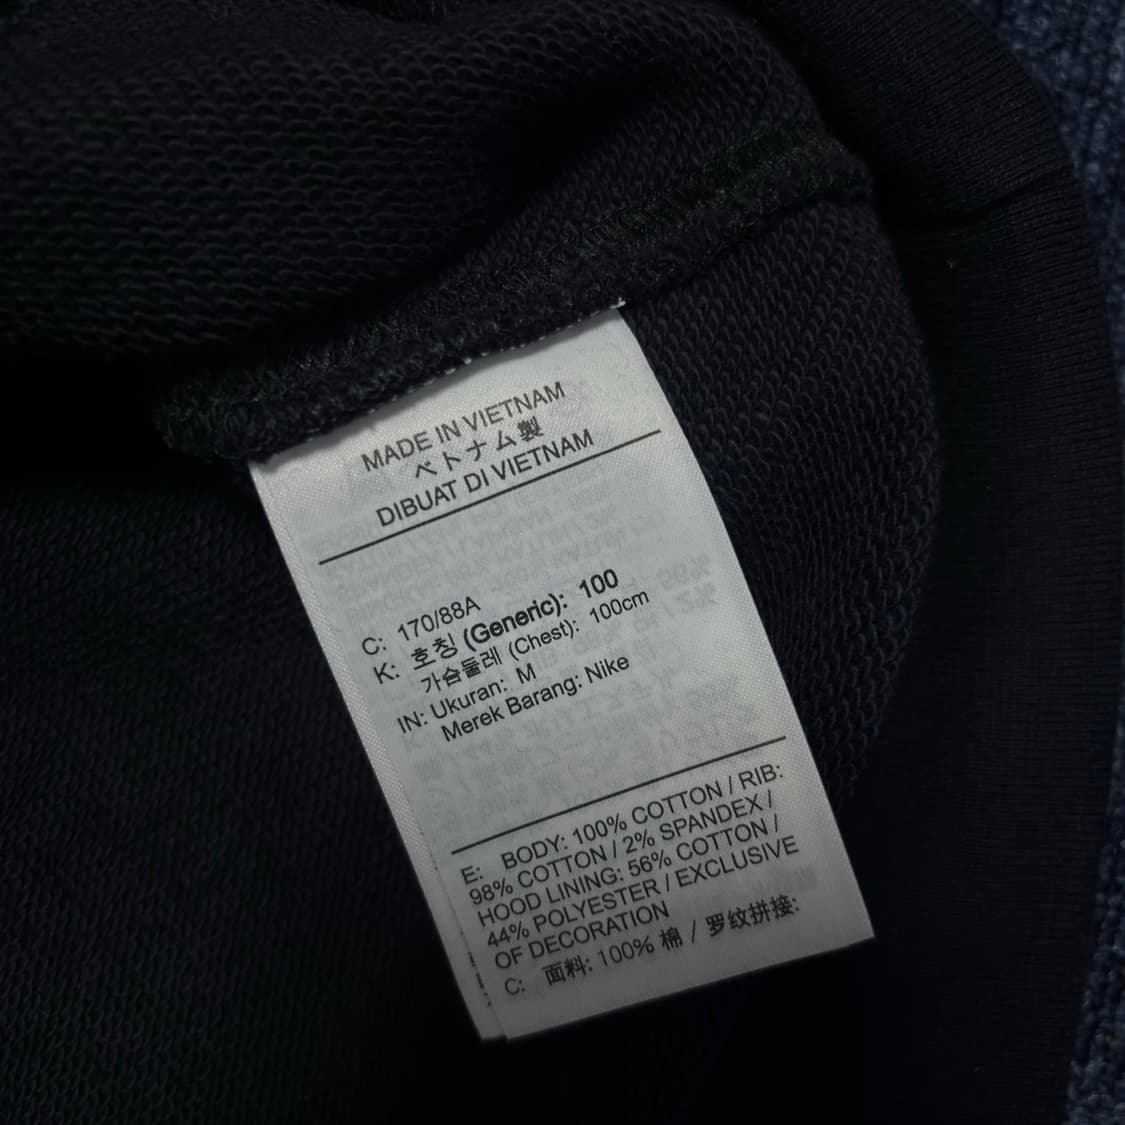 MADE IN VIETNAM
ベトナム製
DIBUAT DI VIETNAM
C: 170/88A
K: 호칭 (Generic): 100
가슴둘레 (Chest): 100cm
IN: Ukuran: M
Merek Barang: Nike
E: BODY: 100% COTTON / RIB:
98% COTTON / 2% SPANDEX /
HOOD LINING: 56% COTTON /
44% POLYESTER / EXCLUSIVE
OF DECORATION
C: 面料: 100% 棉 / 罗纹拼接: